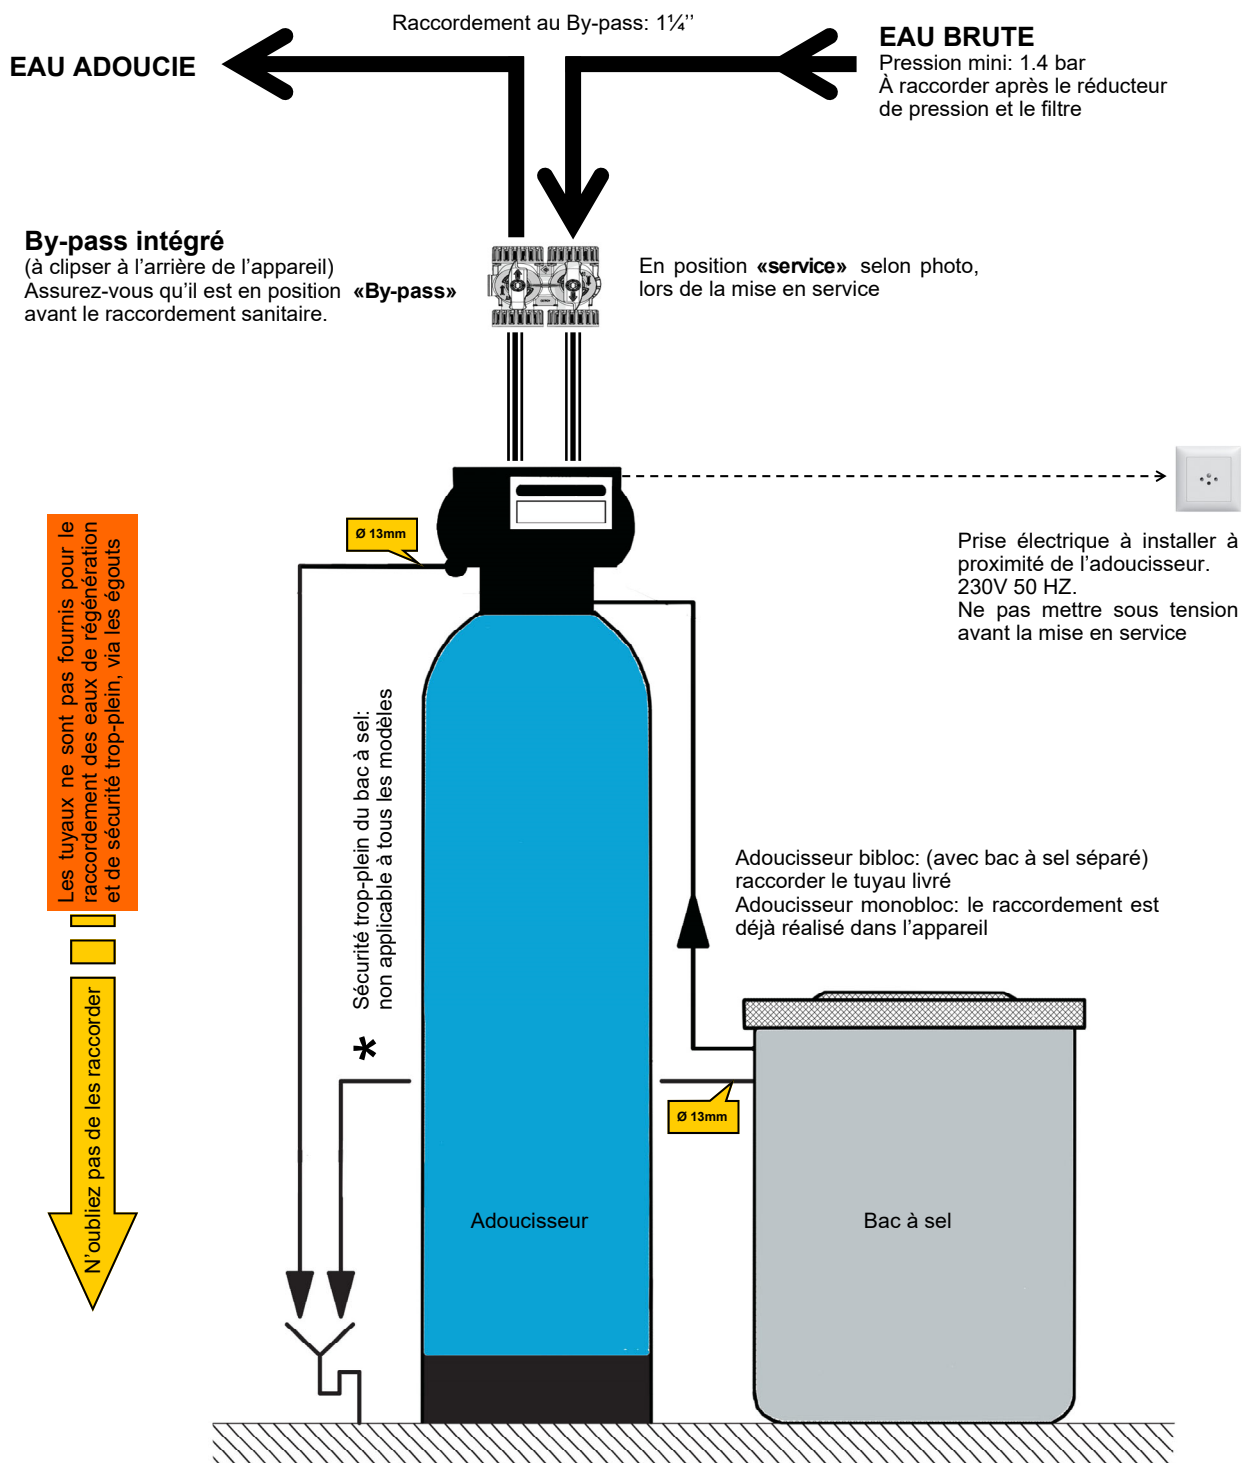 Raccordement au By-pass: 1¼’’
EAU ADOUCIE
EAU BRUTE
Pression mini: 1.4 bar
À raccorder après le réducteur
de pression et le filtre
By-pass intégré
(à clipser à l’arrière de l’appareil)
Assurez-vous qu’il est en position «By-pass»
avant le raccordement sanitaire.
En position «service» selon photo,
lors de la mise en service
Ø 13mm
Prise électrique à installer à
proximité de l’adoucisseur.
230V 50 HZ.
Ne pas mettre sous tension
avant la mise en service
Les tuyaux ne sont pas fournis pour le
raccordement des eaux de régénération
et de sécurité trop-plein, via les égouts
N’oubliez pas de les raccorder
Sécurité trop-plein du bac à sel:
non applicable à tous les modèles
*
Adoucisseur bibloc: (avec bac à sel séparé)
raccorder le tuyau livré
Adoucisseur monobloc: le raccordement est
déjà réalisé dans l’appareil
Ø 13mm
Adoucisseur
Bac à sel